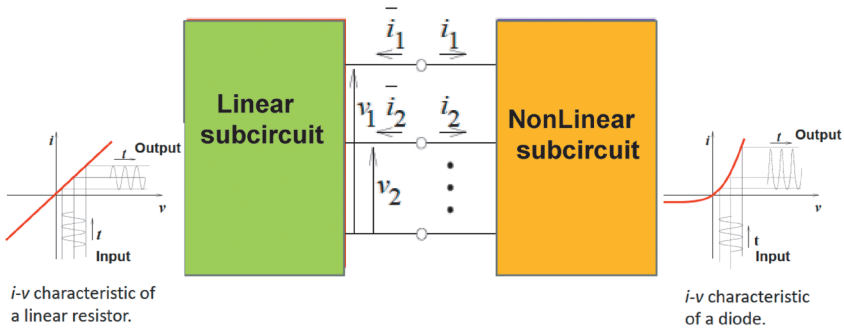 i̅1 i1
Linear
subcircuit
NonLinear
subcircuit
v1 i̅2 i2
v2
i
t Output
v
t
Input
i-v characteristic of
a linear resistor.
i
t Output
v
t
Input
i-v characteristic
of a diode.